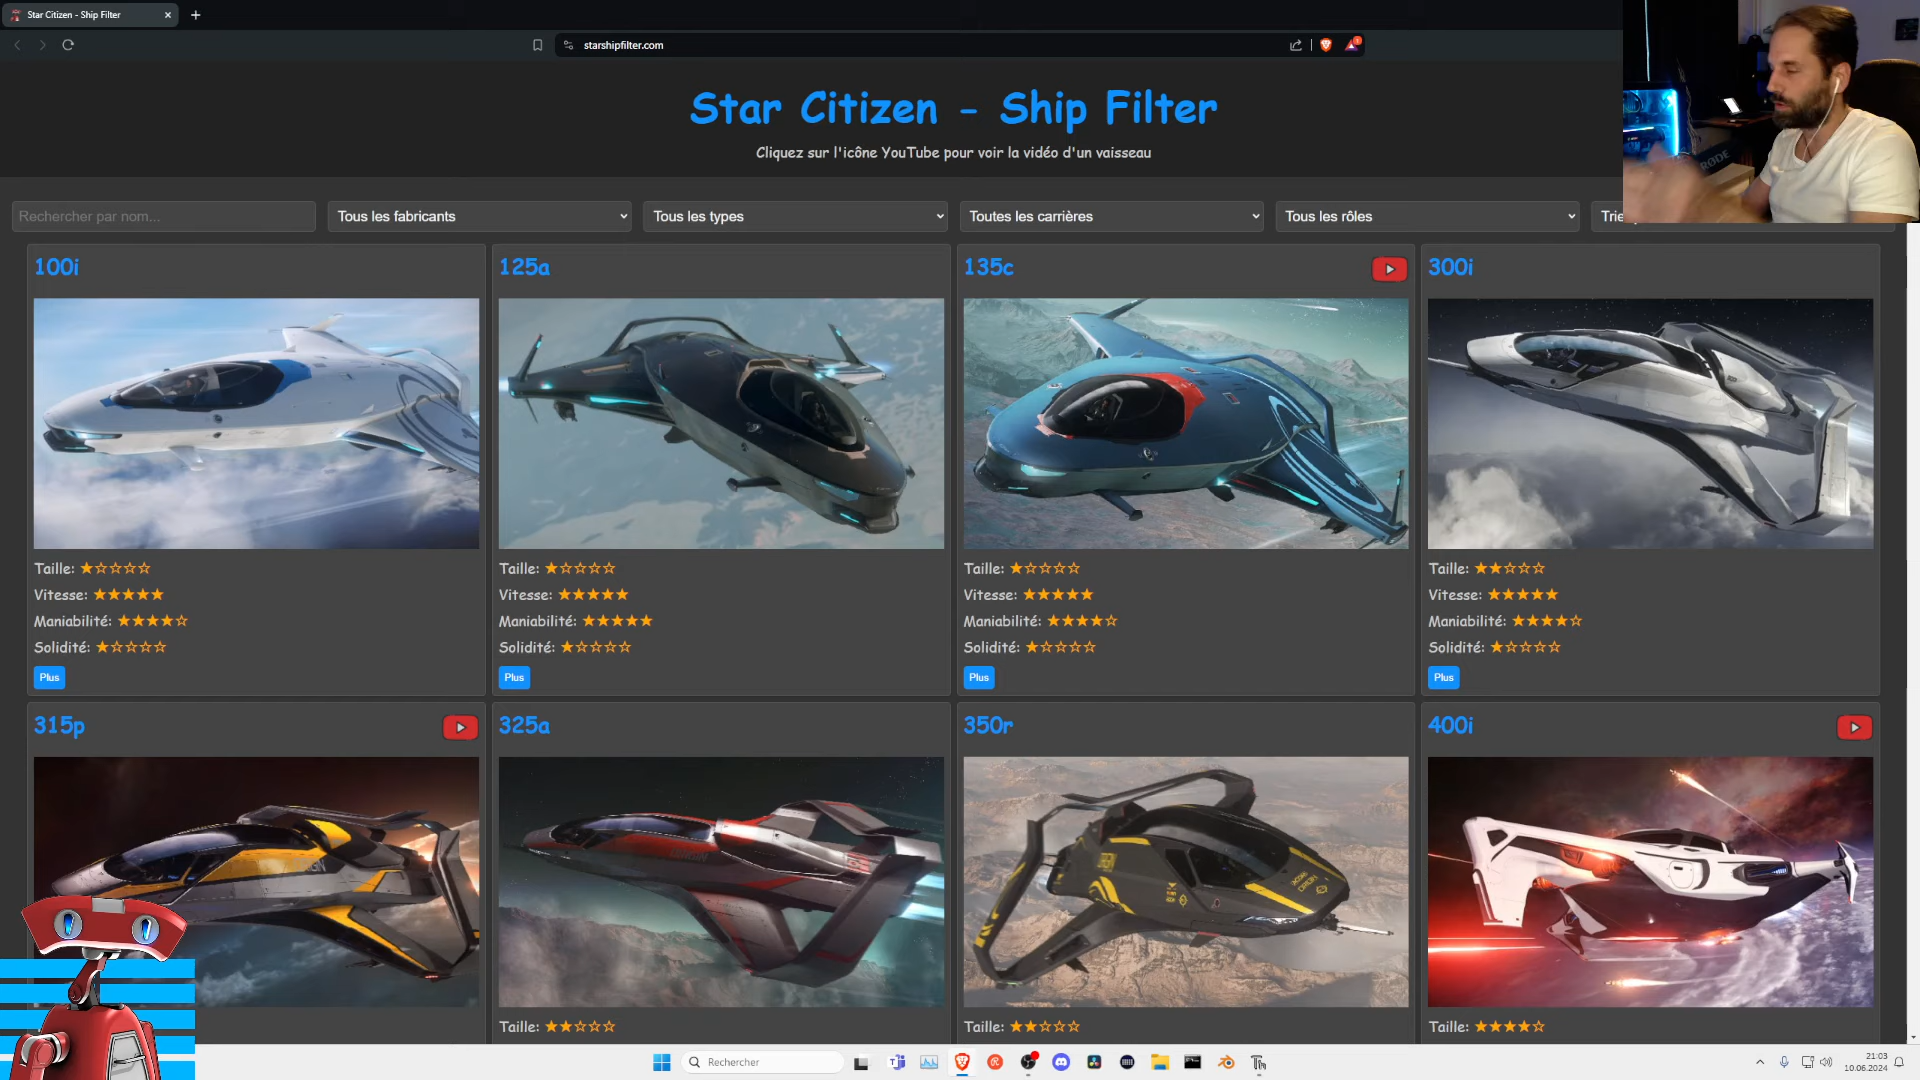 Star Citizen - Ship Filter
starshipfilter.com
1
Star Citizen - Ship Filter
Cliquez sur l'icône YouTube pour voir la vidéo d'un vaisseau
RØDE
Rechercher par nom...
Tous les fabricants
Tous les types
Toutes les carrières
Tous les rôles
Trie
100i
125a
135c
300i
Taille: ★☆☆☆☆
Taille: ★☆☆☆☆
Taille: ★☆☆☆☆
Taille: ★★☆☆☆
Vitesse: ★★★★★
Vitesse: ★★★★★
Vitesse: ★★★★★
Vitesse: ★★★★★
Maniabilité: ★★★★☆
Maniabilité: ★★★★★
Maniabilité: ★★★★☆
Maniabilité: ★★★★☆
Solidité: ★☆☆☆☆
Solidité: ★☆☆☆☆
Solidité: ★☆☆☆☆
Solidité: ★☆☆☆☆
Plus
Plus
Plus
Plus
315p
325a
350r
400i
Taille: ★★☆☆☆
Taille: ★★☆☆☆
Taille: ★★★★☆
Rechercher
21:03
10.06.2024